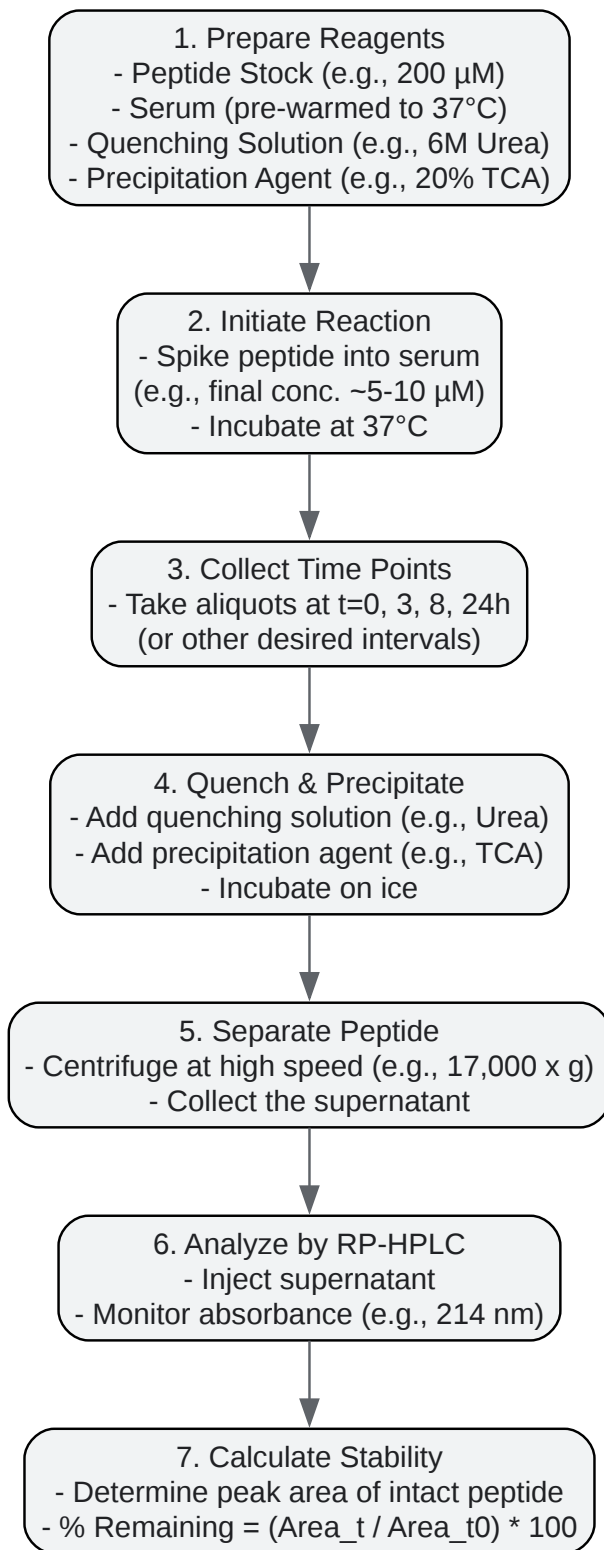 1. Prepare Reagents
- Peptide Stock (e.g., 200 µM)
- Serum (pre-warmed to 37°C)
- Quenching Solution (e.g., 6M Urea)
- Precipitation Agent (e.g., 20% TCA)
2. Initiate Reaction
- Spike peptide into serum
(e.g., final conc. ~5-10 µM)
- Incubate at 37°C
3. Collect Time Points
- Take aliquots at t=0, 3, 8, 24h
(or other desired intervals)
4. Quench & Precipitate
- Add quenching solution (e.g., Urea)
- Add precipitation agent (e.g., TCA)
- Incubate on ice
5. Separate Peptide
- Centrifuge at high speed (e.g., 17,000 x g)
- Collect the supernatant
6. Analyze by RP-HPLC
- Inject supernatant
- Monitor absorbance (e.g., 214 nm)
7. Calculate Stability
- Determine peak area of intact peptide
- % Remaining = (Area_t / Area_t0) * 100